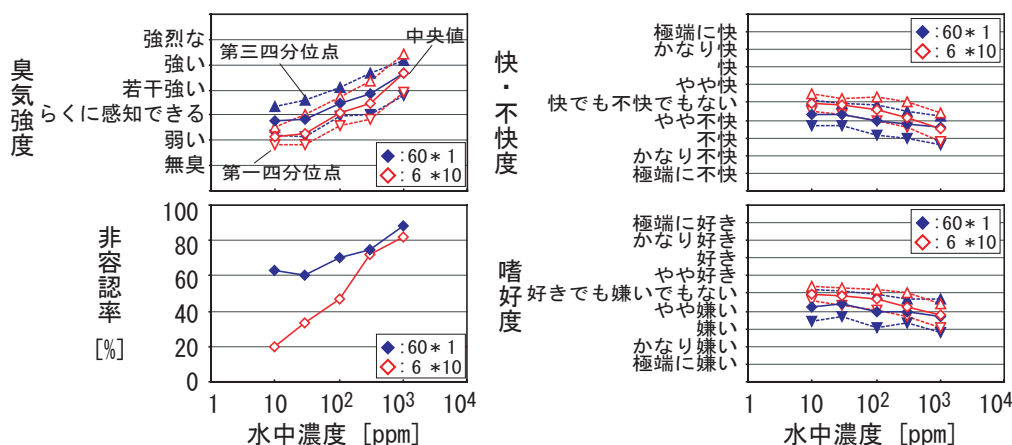 臭気強度
強烈な
強い
若干強い
らくに感知できる
弱い
無臭
第三四分位点
中央値
第一四分位点
◆:60*1
◇:6 *10
快・不快度
極端に快
かなり快
快
やや快
快でも不快でもない
やや不快
不快
かなり不快
極端に不快
◆:60*1
◇:6 *10
非容認率
[%]
100
80
60
40
20
0
◆:60*1
◇:6 *10
1 10 10² 10³ 10⁴
水中濃度 [ppm]
嗜好度
極端に好き
かなり好き
好き
やや好き
好きでも嫌いでもない
やや嫌い
嫌い
かなり嫌い
極端に嫌い
◆:60*1
◇:6 *10
1 10 10² 10³ 10⁴
水中濃度 [ppm]